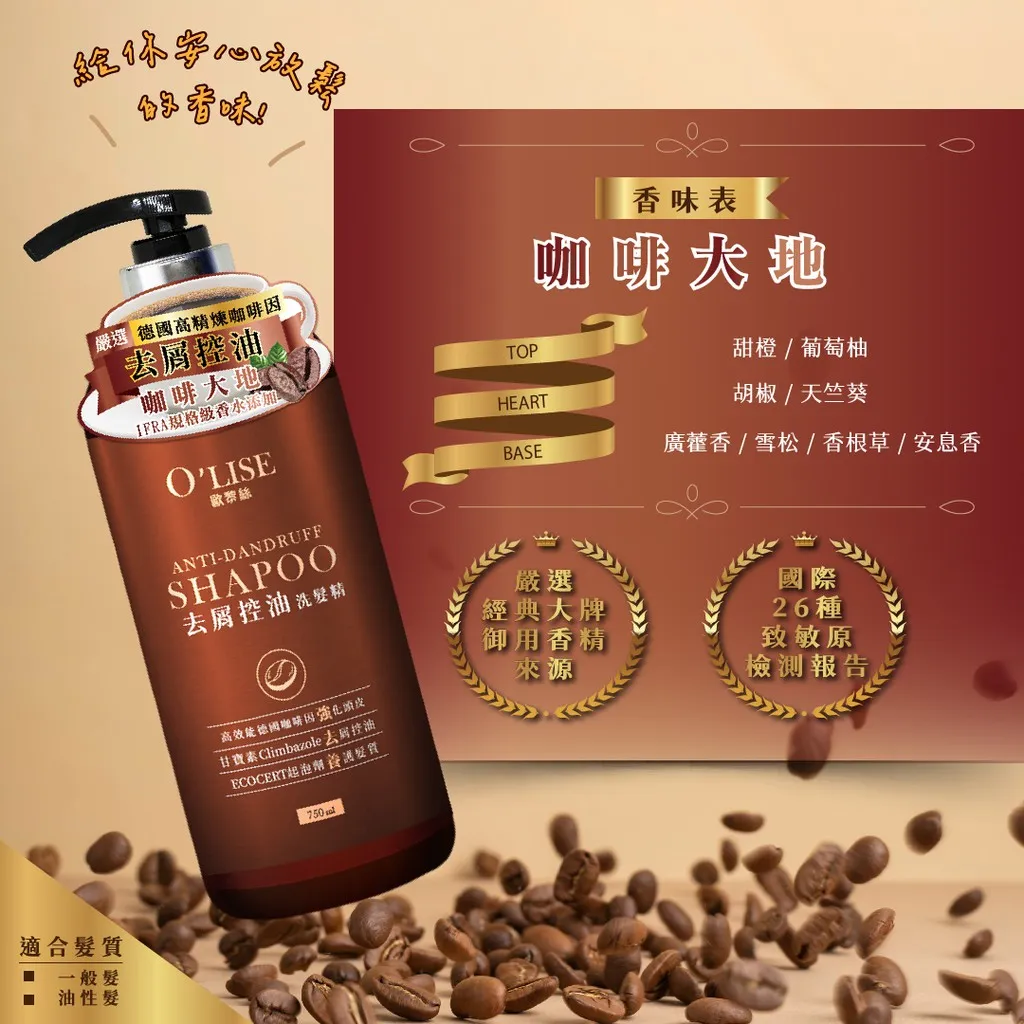 給你安心放髮
的香味!
香味表
咖啡大地
TOP
甜橙 / 葡萄柚
HEART
胡椒 / 天竺葵
BASE
廣藿香 / 雪松 / 香根草 / 安息香
嚴選
經典大牌
御用香精
來源
國際
26種
致敏原
檢測報告
嚴選
德國高精煉咖啡因
去屑控油
咖啡大地
IFRA規格級香水添加
O'LISE
歐黎絲
ANTI-DANDRUFF
SHAPOO
去屑控油洗髮精
高效能德國咖啡因強化頭皮
甘寶素Climbazole去屑控油
ECOCERT起泡劑養護髮質
750ml
適合髮質
■ 一般髮
■ 油性髮